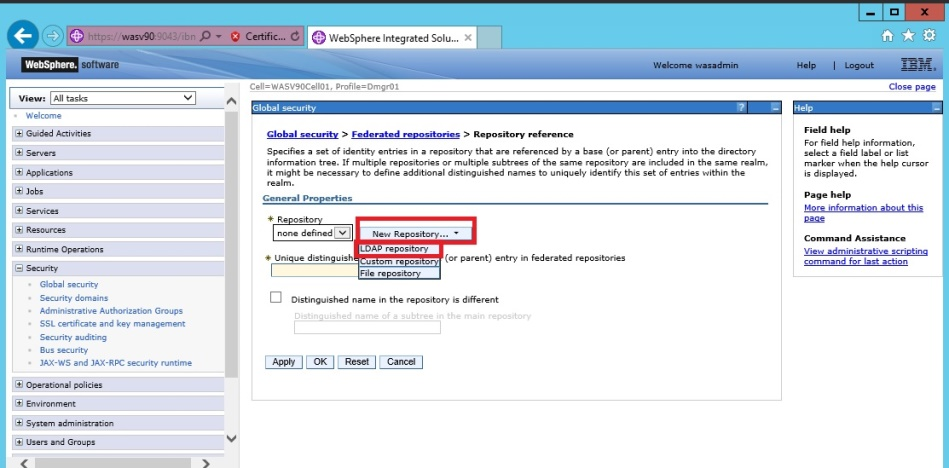 https://wasv90:9043/ibn
Certific...
WebSphere Integrated Solu...
WebSphere. software
Welcome wasadmin
Help | Logout
IBM.
View: All tasks
Cell=WASV90Cell01, Profile=Dmgr01
Close page
Welcome
Guided Activities
Servers
Applications
Jobs
Services
Resources
Runtime Operations
Security
Global security
Security domains
Administrative Authorization Groups
SSL certificate and key management
Security auditing
Bus security
JAX-WS and JAX-RPC security runtime
Operational policies
Environment
System administration
Users and Groups
Global security
Global security > Federated repositories > Repository reference
Specifies a set of identity entries in a repository that are referenced by a base (or parent) entry into the directory
information tree. If multiple repositories or multiple subtrees of the same repository are included in the same realm,
it might be necessary to define additional distinguished names to uniquely identify this set of entries within the
realm.
General Properties
* Repository
none defined
New Repository...
LDAP repository
Custom repository
File repository
* Unique distinguishe (or parent) entry in federated repositories
Distinguished name in the repository is different
Distinguished name of a subtree in the main repository
Apply OK Reset Cancel
Help
Field help
For field help information,
select a field label or list
marker when the help cursor
is displayed.
Page help
More information about this
page
Command Assistance
View administrative scripting
command for last action